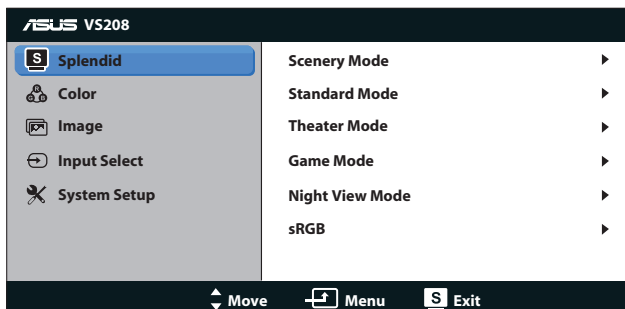 ASUS VS208
S Splendid
Color
Image
Input Select
System Setup
Scenery Mode
Standard Mode
Theater Mode
Game Mode
Night View Mode
sRGB
Move Menu S Exit